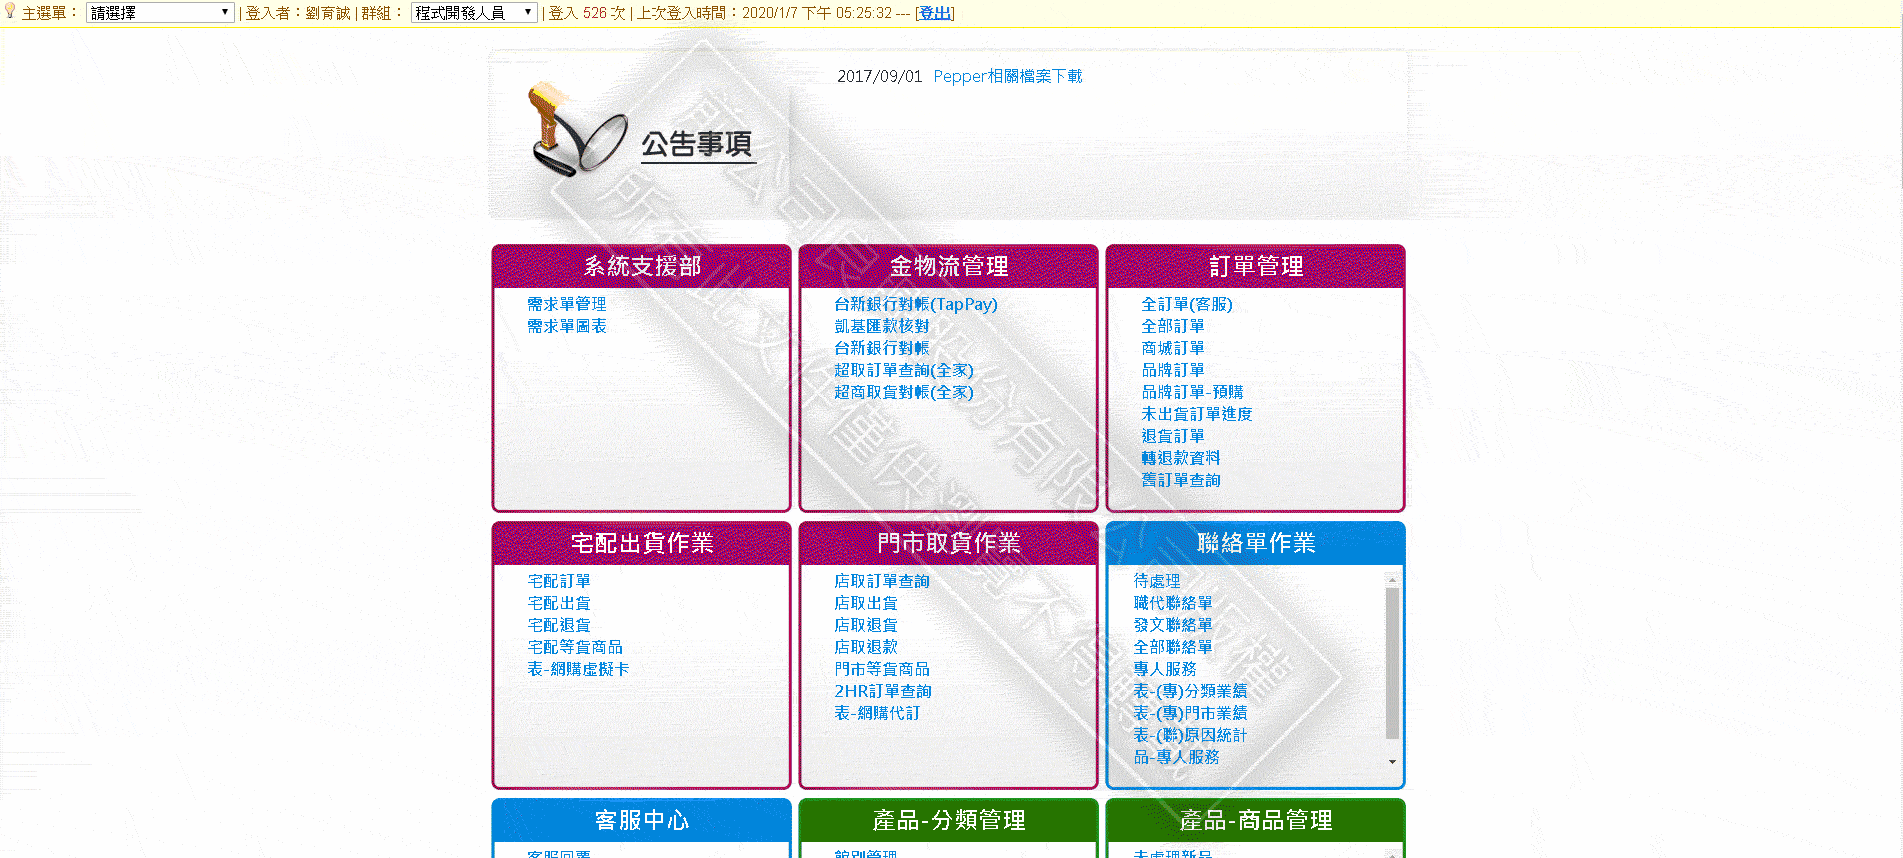 主選單： 請選擇 | 登入者：劉育誠 | 群組： 程式開發人員 | 登入 526 次 | 上次登入時間：2020/1/7 下午 05:25:32 --- [登出]
2017/09/01 Pepper相關檔案下載
公告事項
系統支援部
需求單管理
需求單圖表
金物流管理
台新銀行對帳(TapPay)
凱基匯款核對
台新銀行對帳
超取訂單查詢(全家)
超商取貨對帳(全家)
訂單管理
全訂單(客服)
全部訂單
商城訂單
品牌訂單
品牌訂單-預購
未出貨訂單進度
退貨訂單
轉退款資料
舊訂單查詢
宅配出貨作業
宅配訂單
宅配出貨
宅配退貨
宅配等貨商品
表-網購虛擬卡
門市取貨作業
店取訂單查詢
店取出貨
店取退貨
店取退款
門市等貨商品
2HR訂單查詢
表-網購代訂
聯絡單作業
待處理
職代聯絡單
發文聯絡單
全部聯絡單
專人服務
表-(專)分類業績
表-(專)門市業績
表-(聯)原因統計
品-專人服務
客服中心
客服回覆
產品-分類管理
館別管理
產品-商品管理
未處理新品